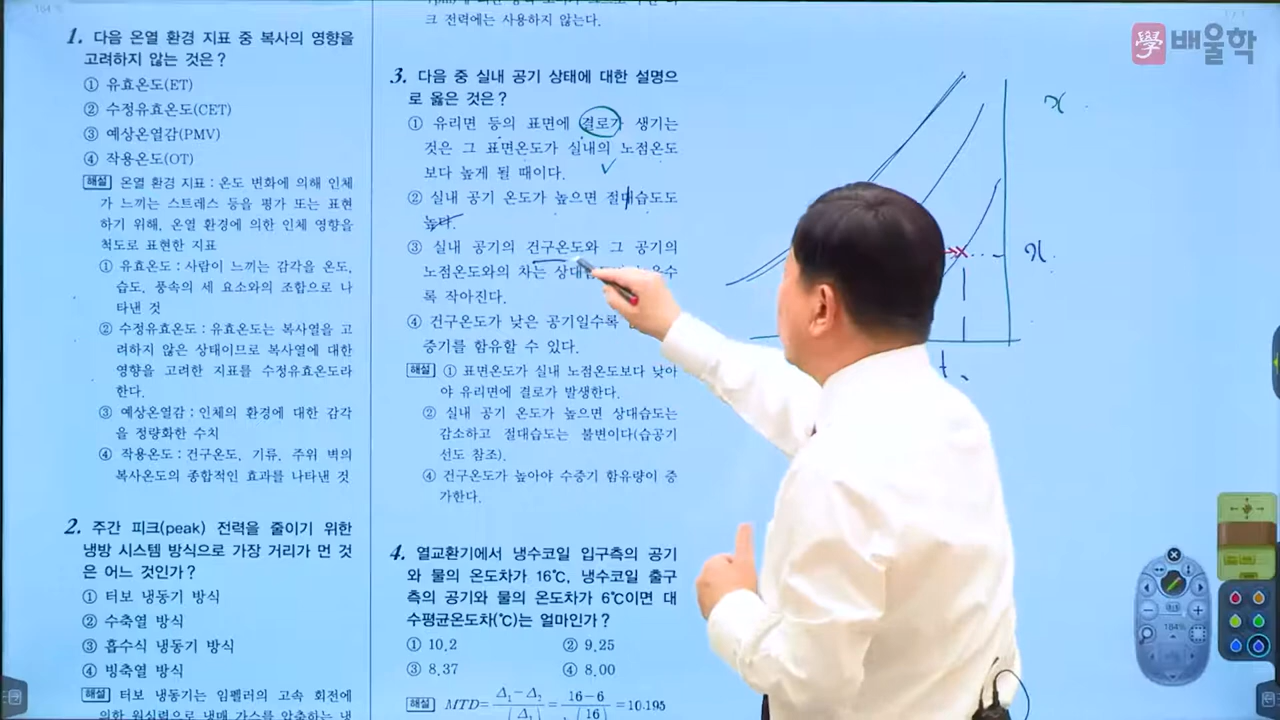 1. 다음 온열 환경 지표 중 복사의 영향을
고려하지 않는 것은?
① 유효온도(ET)
② 수정유효온도(CET)
③ 예상온열감(PMV)
④ 작용온도(OT)
해설 온열 환경 지표 : 온도 변화에 의해 인체
가 느끼는 스트레스 등을 평가 또는 표현
하기 위해, 온열 환경에 의한 인체 영향을
척도로 표현한 지표
① 유효온도 : 사람이 느끼는 감각을 온도,
습도, 풍속의 세 요소와의 조합으로 나
타낸 것
② 수정유효온도 : 유효온도는 복사열을 고
려하지 않은 상태이므로 복사열에 대한
영향을 고려한 지표를 수정유효온도라
한다.
③ 예상온열감 : 인체의 환경에 대한 감각
을 정량화한 수치
④ 작용온도 : 건구온도, 기류, 주위 벽의
복사온도의 종합적인 효과를 나타낸 것
2. 주간 피크(peak) 전력을 줄이기 위한
냉방 시스템 방식으로 가장 거리가 먼 것
은 어느 것인가?
① 터보 냉동기 방식
② 수축열 방식
③ 흡수식 냉동기 방식
④ 빙축열 방식
해설 터보 냉동기는 임펠러의 고속 회전에
의한 원심력으로 냉매 가스를 압축하는 냉
크 전력에는 사용하지 않는다.
3. 다음 중 실내 공기 상태에 대한 설명으
로 옳은 것은?
① 유리면 등의 표면에 결로가 생기는
것은 그 표면온도가 실내의 노점온도
보다 높게 될 때이다.
② 실내 공기 온도가 높으면 절대습도도
높다.
③ 실내 공기의 건구온도와 그 공기의
노점온도와의 차는 상대
록 작아진다.
④ 건구온도가 낮은 공기일수록
증기를 함유할 수 있다.
해설 ① 표면온도가 실내 노점온도보다 낮아
야 유리면에 결로가 발생한다.
② 실내 공기 온도가 높으면 상대습도는
감소하고 절대습도는 불변이다(습공기
선도 참조).
④ 건구온도가 높아야 수중기 함유량이 증
가한다.
4. 열교환기에서 냉수코일 입구측의 공기
와 물의 온도차가 16℃, 냉수코일 출구
측의 공기와 물의 온도차가 6℃이면 대
수평균온도차(℃)는 얼마인가?
① 10.2 ② 9.25
③ 8.37 ④ 8.00
해설 MTD= Δ₁−Δ₂ = 16−6 =10.195
學 배울학
x
x
t
184%